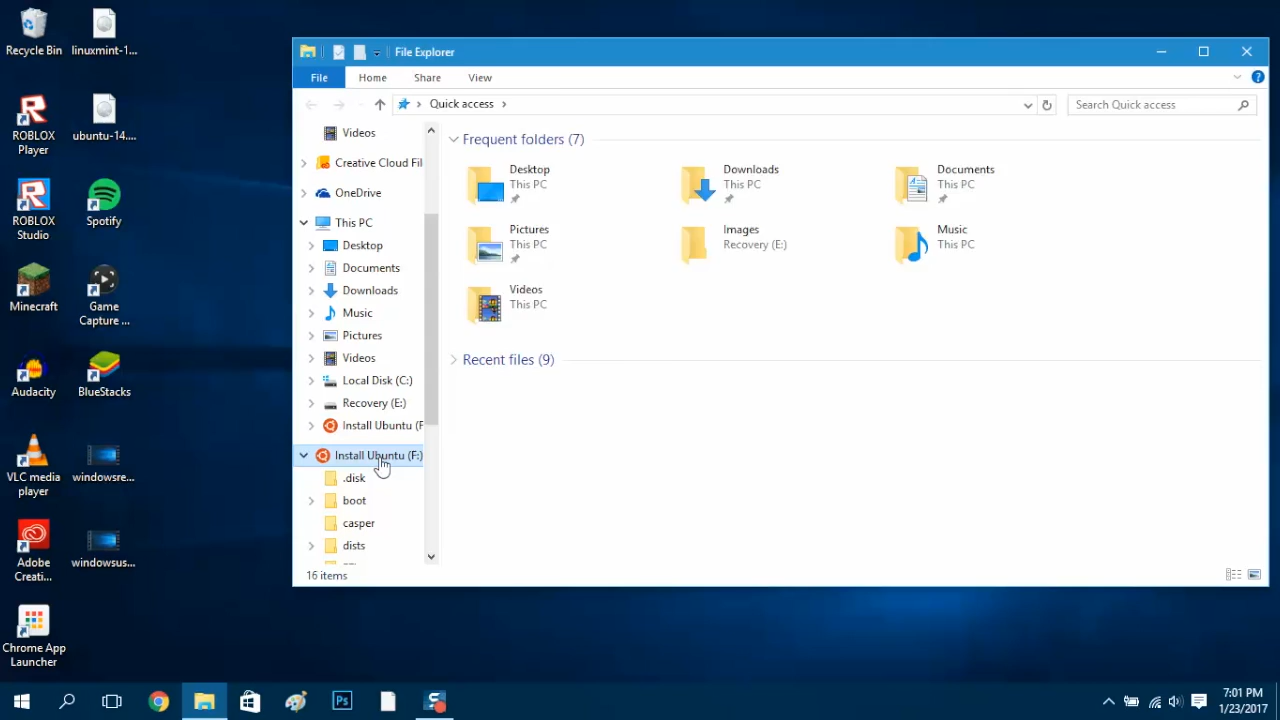 Recycle Bin
linuxmint-1...
ROBLOX
Player
ubuntu-14....
ROBLOX
Studio
Spotify
Minecraft
Game
Capture ...
Audacity
BlueStacks
VLC media
player
windowsre...
Adobe
Creati...
windowsus...
Chrome App
Launcher
File Explorer
File
Home
Share
View
Quick access
Search Quick access
Videos
Creative Cloud Fil
OneDrive
This PC
Desktop
Documents
Downloads
Music
Pictures
Videos
Local Disk (C:)
Recovery (E:)
Install Ubuntu (F
Install Ubuntu (F:)
.disk
boot
casper
dists
Frequent folders (7)
Desktop
This PC
Downloads
This PC
Documents
This PC
Pictures
This PC
Images
Recovery (E:)
Music
This PC
Videos
This PC
Recent files (9)
16 items
Ps
S
7:01 PM
1/23/2017